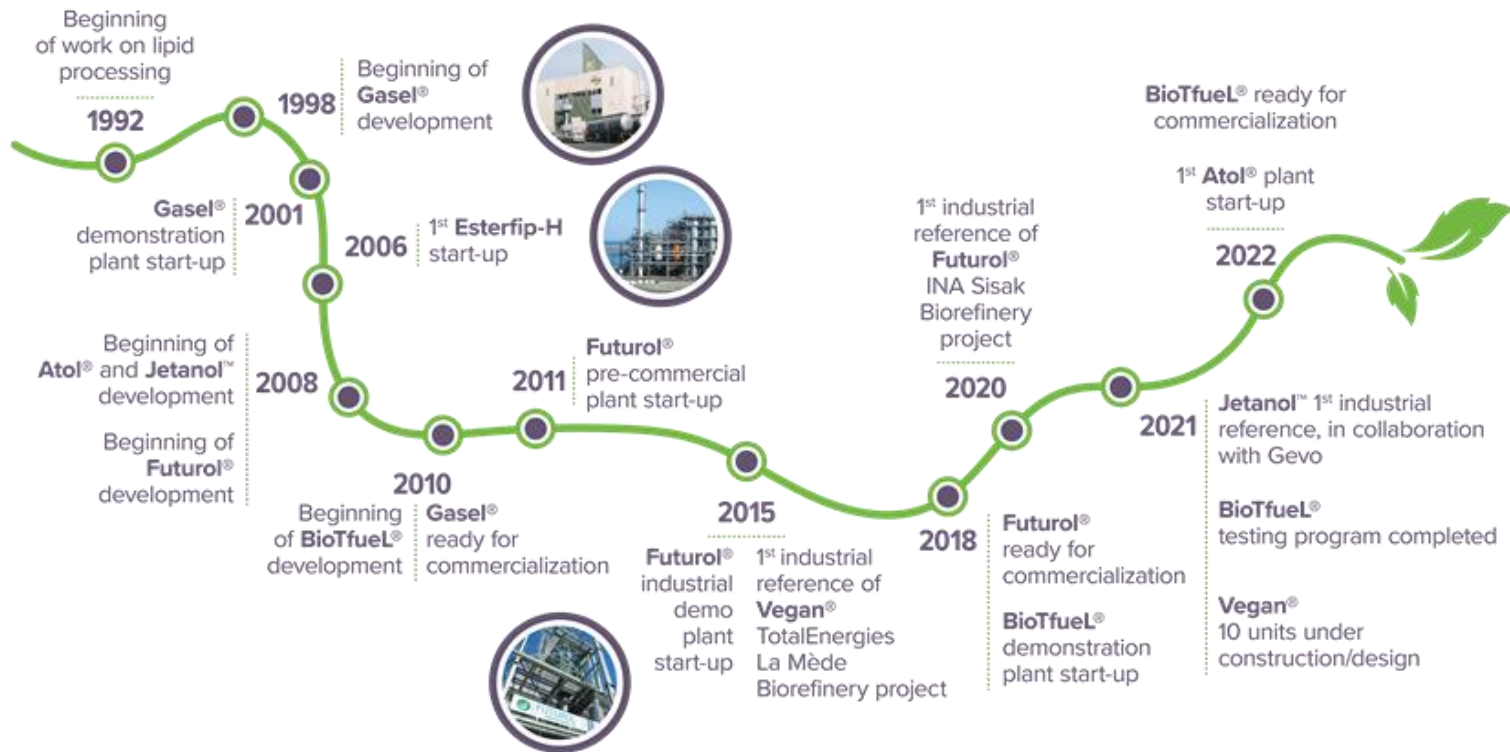 Beginning
of work on lipid
processing
1992
1998
Beginning of
Gasel®
development
Gasel®
demonstration
plant start-up
2001
2006
1st Esterfip-H
start-up
Beginning of
Atol® and Jetanol™
development
Beginning of
Futurol®
development
2008
2010
Beginning
of BioTfueL®
development
Gasel®
ready for
commercialization
2011
Futurol®
pre-commercial
plant start-up
2015
Futurol®
industrial
demo
plant
start-up
1st industrial
reference of
Vegan®
TotalEnergies
La Mède
Biorefinery project
2018
Futurol®
ready for
commercialization
BioTfueL®
demonstration
plant start-up
1st industrial
reference of
Futurol®
INA Sisak
Biorefinery
project
2020
2021
Jetanol™ 1st industrial
reference, in collaboration
with Gevo
BioTfueL®
testing program completed
Vegan®
10 units under
construction/design
BioTfueL® ready for
commercialization
1st Atol® plant
start-up
2022
FUTUROL